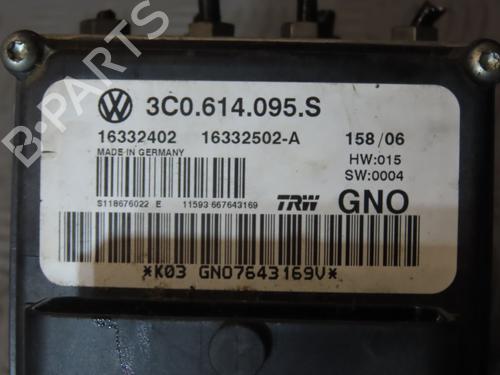 3C0.614.095.S
16332402 16332502-A 158/06
MADE IN GERMANY HW:015
SW:0004
S118676022 E 11593 667643169 TRW GNO
*K03 GNO7643169V*
B-PARTS